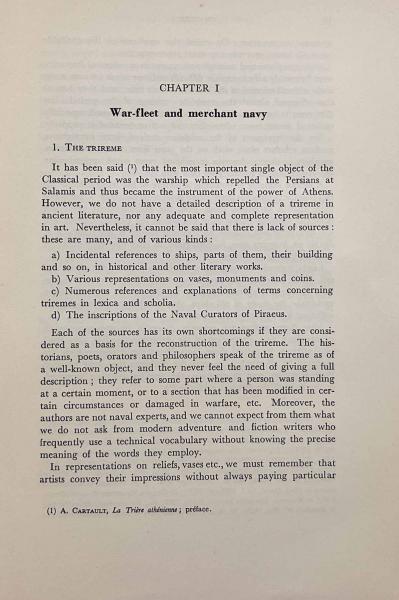 CHAPTER I
War-fleet and merchant navy
1. The trireme
It has been said (¹) that the most important single object of the
Classical period was the warship which repelled the Persians at
Salamis and thus became the instrument of the power of Athens.
However, we do not have a detailed description of a trireme in
ancient literature, nor any adequate and complete representation
in art. Nevertheless, it cannot be said that there is lack of sources :
these are many, and of various kinds :
a) Incidental references to ships, parts of them, their building
and so on, in historical and other literary works.
b) Various representations on vases, monuments and coins.
c) Numerous references and explanations of terms concerning
triremes in lexica and scholia.
d) The inscriptions of the Naval Curators of Piraeus.
Each of the sources has its own shortcomings if they are consi-
dered as a basis for the reconstruction of the trireme. The his-
torians, poets, orators and philosophers speak of the trireme as of
a well-known object, and they never feel the need of giving a full
description ; they refer to some part where a person was standing
at a certain moment, or to a section that has been modified in cer-
tain circumstances or damaged in warfare, etc. Moreover, the
authors are not naval experts, and we cannot expect from them what
we do not ask from modern adventure and fiction writers who
frequently use a technical vocabulary without knowing the precise
meaning of the words they employ.
In representations on reliefs, vases etc., we must remember that
artists convey their impressions without always paying particular
(1) A. Cartault, La Trière athénienne ; préface.